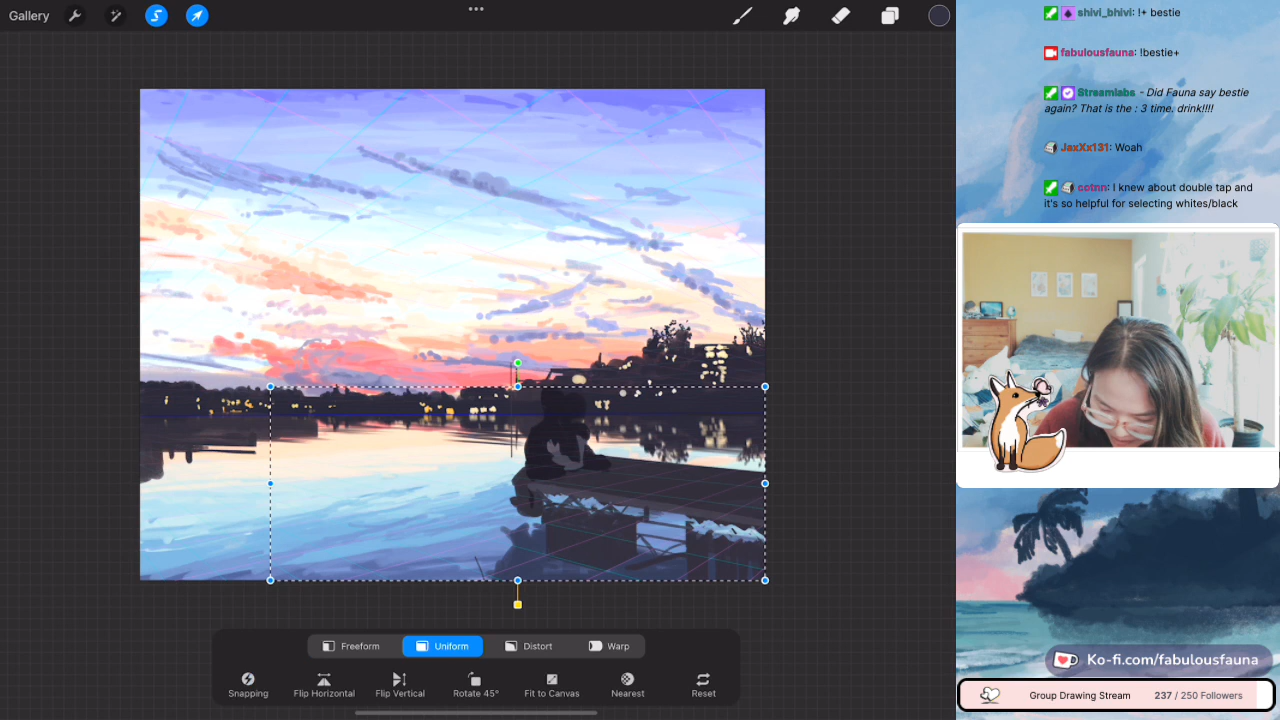 Gallery
shivi_bhivi: !+ bestie
fabulousfauna: !bestie+
Streamlabs - Did Fauna say bestie
again? That is the : 3 time. drink!!!!
JaxXx131: Woah
cotnn: I knew about double tap and
it's so helpful for selecting whites/black
Freeform
Uniform
Distort
Warp
Snapping
Flip Horizontal
Flip Vertical
Rotate 45°
Fit to Canvas
Nearest
Reset
Ko-fi.com/fabulousfauna
Group Drawing Stream 237 / 250 Followers